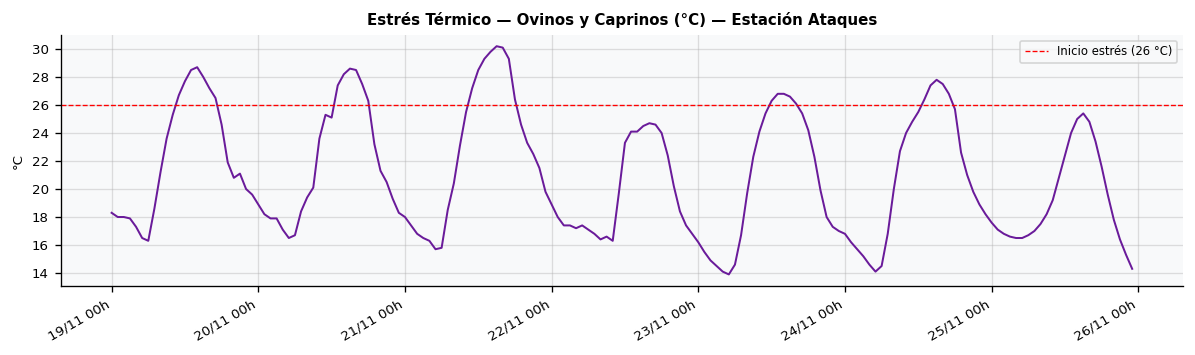 Estrés Térmico — Ovinos y Caprinos (°C) — Estación Ataques
Inicio estrés (26 °C)
°C
30
28
26
24
22
20
18
16
14
19/11 00h
20/11 00h
21/11 00h
22/11 00h
23/11 00h
24/11 00h
25/11 00h
26/11 00h